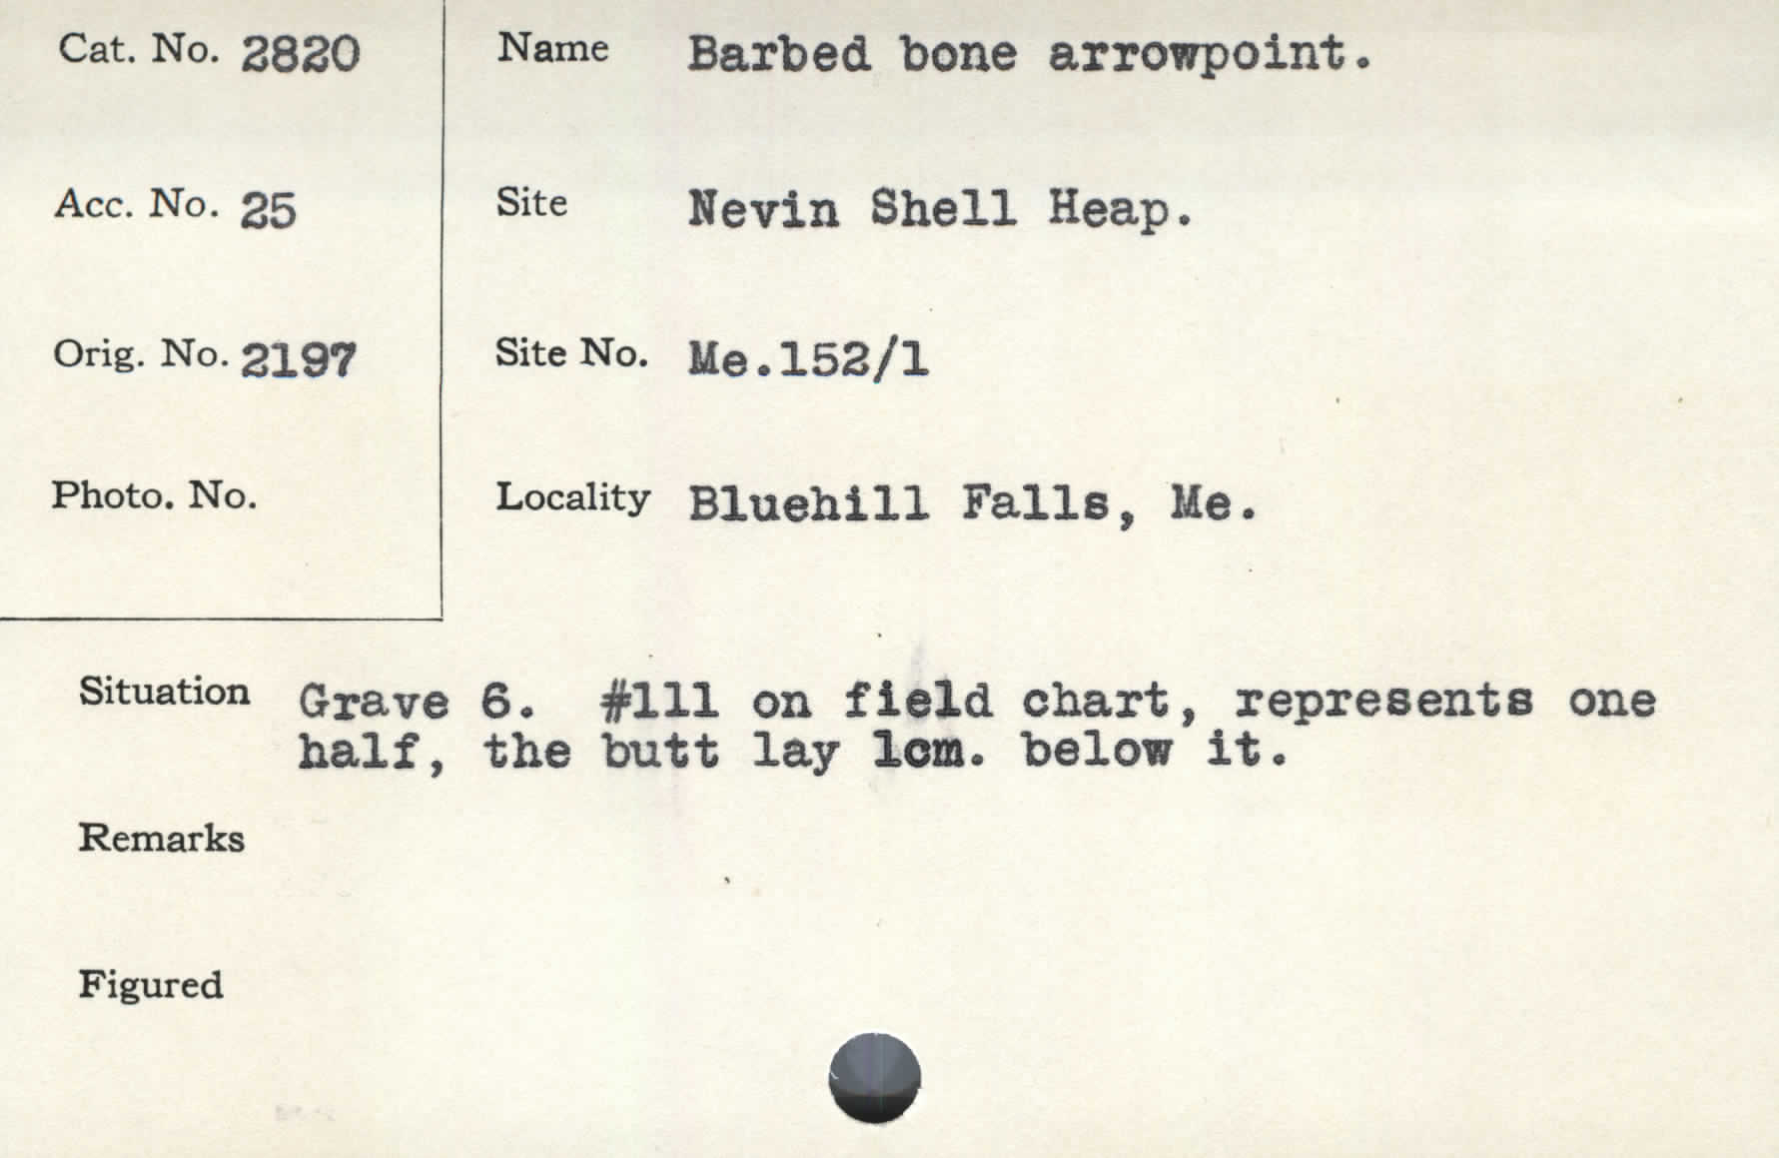 Cat. No. 2820
Name Barbed bone arrowpoint.
Acc. No. 25
Site Nevin Shell Heap.
Orig. No. 2197
Site No. Me.152/1
Photo. No.
Locality Bluehill Falls, Me.
Situation Grave 6. #111 on field chart, represents one
half, the butt lay 1cm. below it.
Remarks
Figured